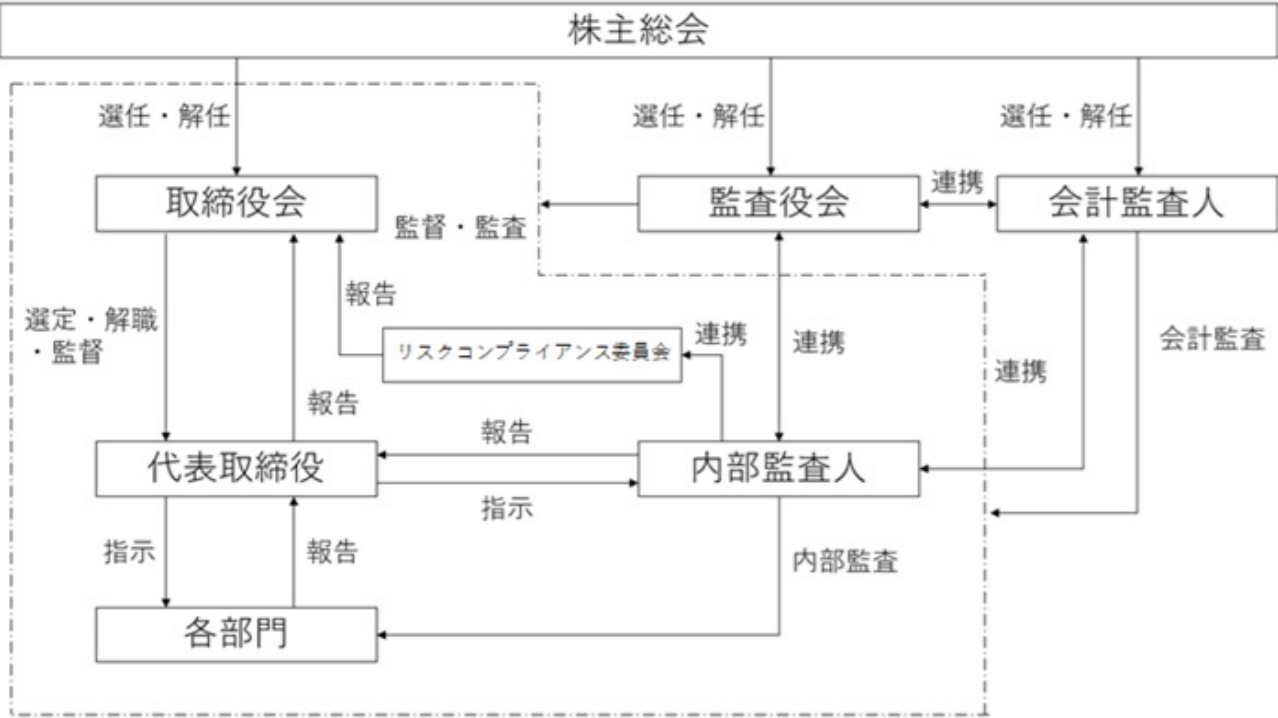 株主総会
選任・解任
選任・解任
選任・解任
取締役会
監査役会
連携
会計監査人
監督・監査
報告
選定・解職
・監督
リスクコンプライアンス委員会
連携
連携
会計監査
連携
報告
報告
代表取締役
内部監査人
指示
指示
報告
内部監査
各部門